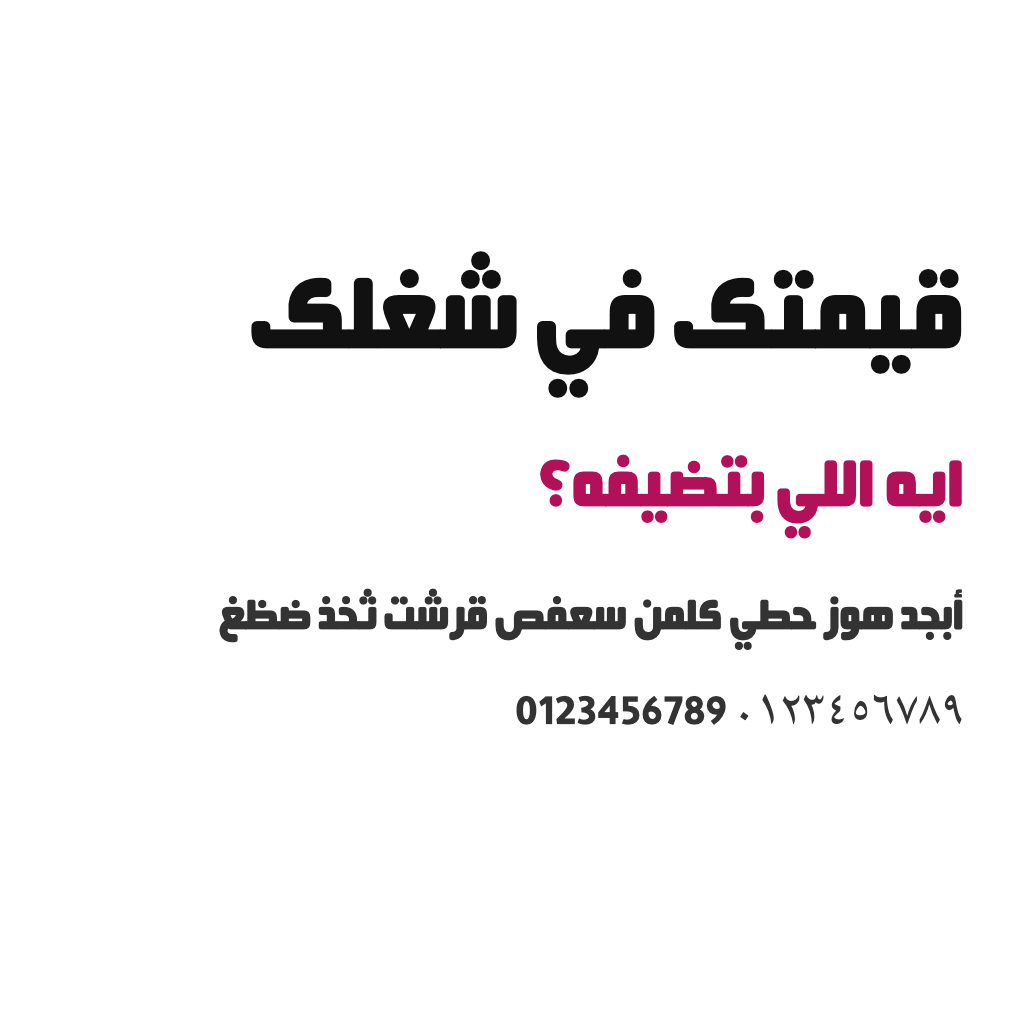 قيمتك في شغلك
ايه اللي بتضيفه؟
أبجد هوز حطي كلمن سعفص قرشت ثخذ ضظغ
٠١٢٣٤٥٦٧٨٩ 0123456789